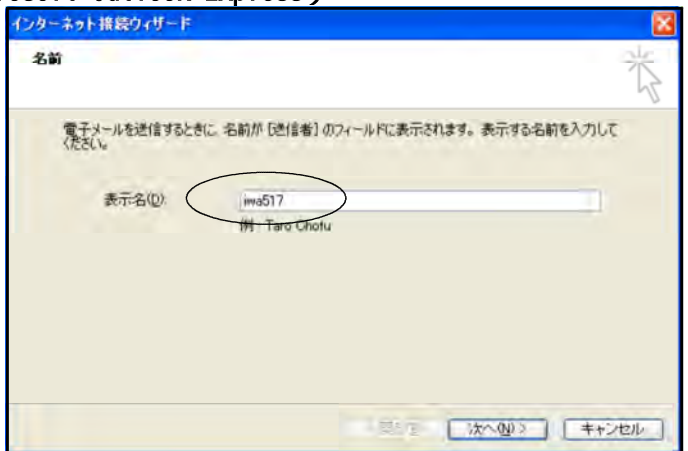 インターネット接続ウィザード
名前
電子メールを送信するときに、名前が [送信者] のフィールドに表示されます。表示する名前を入力して
ください。
表示名(D):
iwa517
例 : Taro Chofu
次へ(N) >
キャンセル